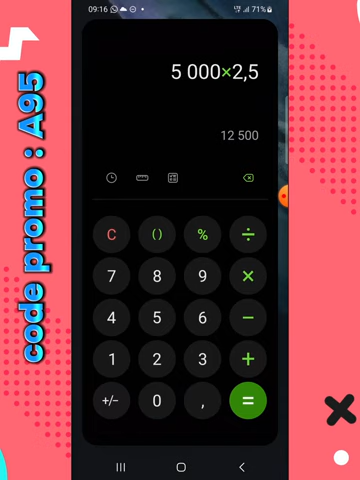 09:16
71%
5 000×2,5
12 500
C ( ) % ÷
7 8 9 ×
4 5 6 −
1 2 3 +
+/− 0 , =
code promo : A95